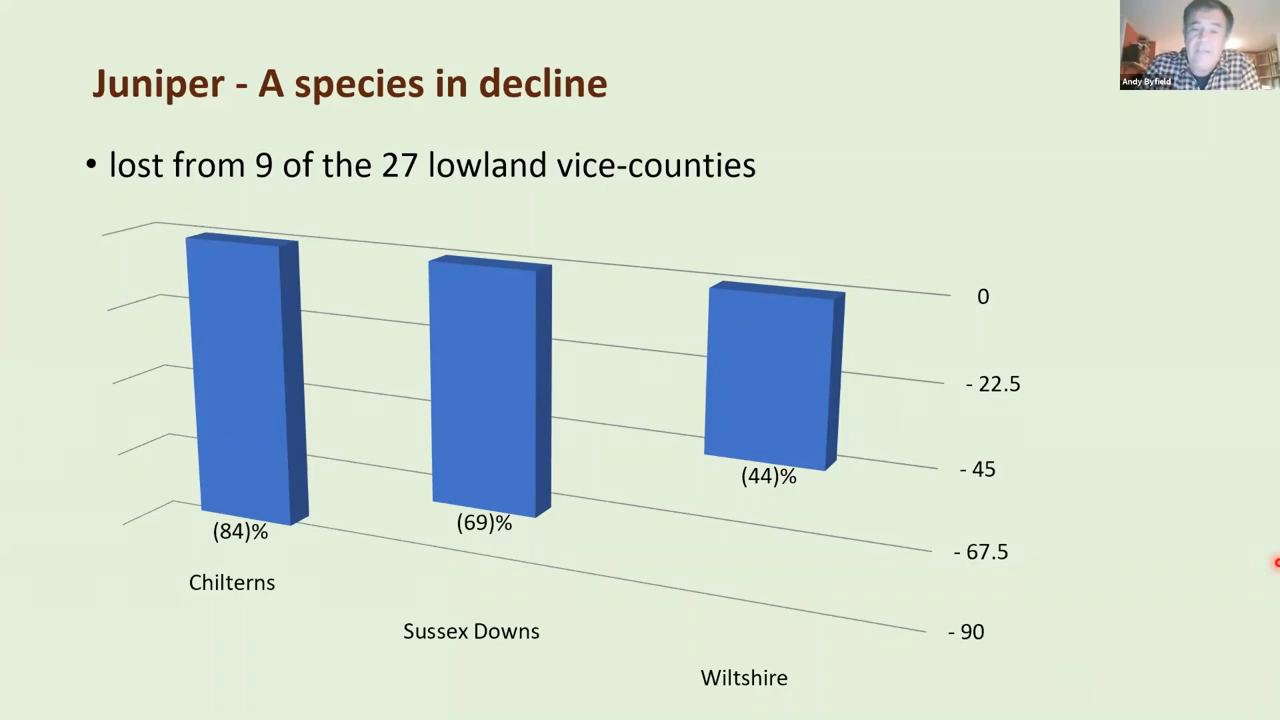 Andy Byfield
Juniper - A species in decline
• lost from 9 of the 27 lowland vice-counties
0
- 22.5
- 45
- 67.5
- 90
(84)%
(69)%
(44)%
Chilterns
Sussex Downs
Wiltshire